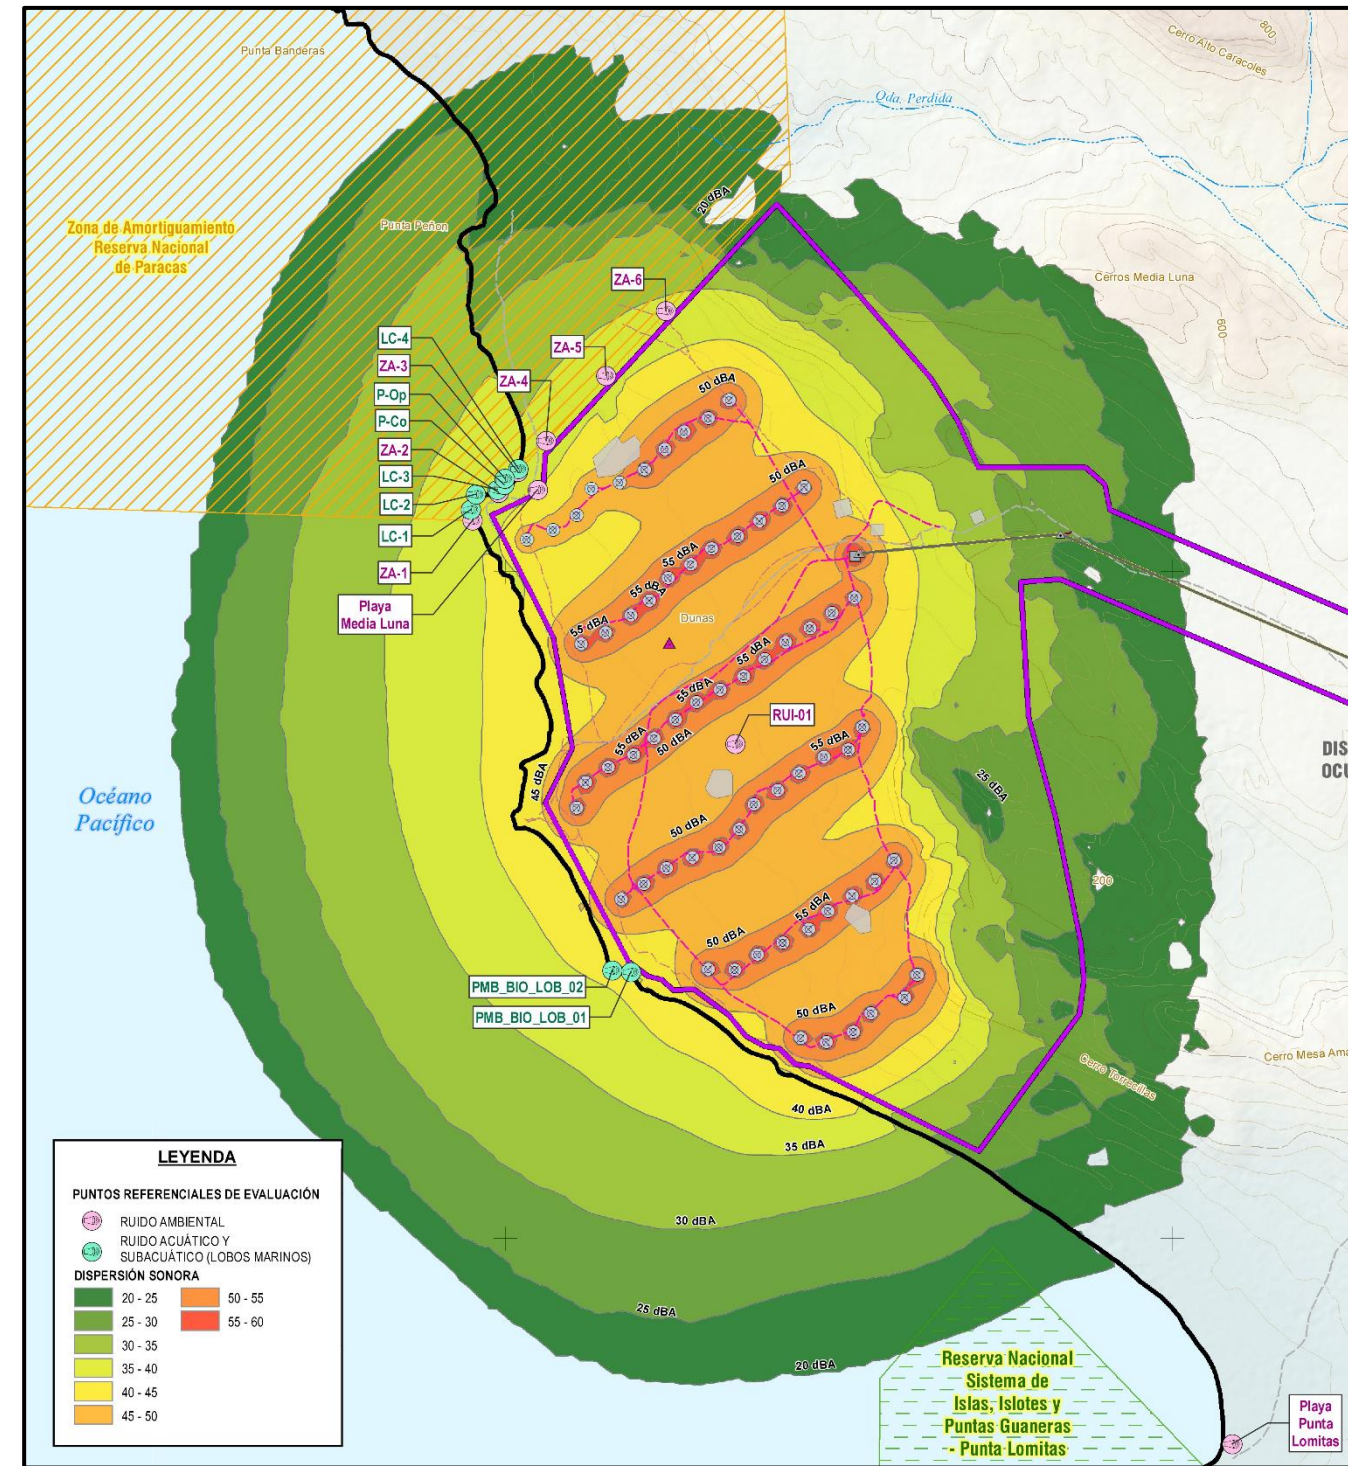 Punta Banderas
Cerro Alto Caracoles
800
Qda. Perdida
Zona de Amortiguamiento
Reserva Nacional
de Paracas
Punta Peñon
20 dBA
Cerros Media Luna
600
ZA-6
LC-4
ZA-3
P-Op
P-Co
ZA-2
LC-3
LC-2
LC-1
ZA-1
Playa
Media Luna
ZA-5
ZA-4
50 dBA
50 dBA
55 dBA
55 dBA
55 dBA
Dunas
55 dBA
55 dBA
55 dBA
50 dBA
RUI-01
55 dBA
45 dBA
25 dBA
DIS
OCU
Océano
Pacífico
50 dBA
200
55 dBA
50 dBA
PMB_BIO_LOB_02
PMB_BIO_LOB_01
50 dBA
Cerro Mesa Ama
Cerro Torrecillas
40 dBA
35 dBA
30 dBA
25 dBA
20 dBA
LEYENDA
PUNTOS REFERENCIALES DE EVALUACIÓN
RUIDO AMBIENTAL
RUIDO ACUÁTICO Y
SUBACUÁTICO (LOBOS MARINOS)
DISPERSIÓN SONORA
20 - 25
50 - 55
25 - 30
55 - 60
30 - 35
35 - 40
40 - 45
45 - 50
Reserva Nacional
Sistema de
Islas, Islotes y
Puntas Guaneras
- Punta Lomitas
Playa
Punta
Lomitas